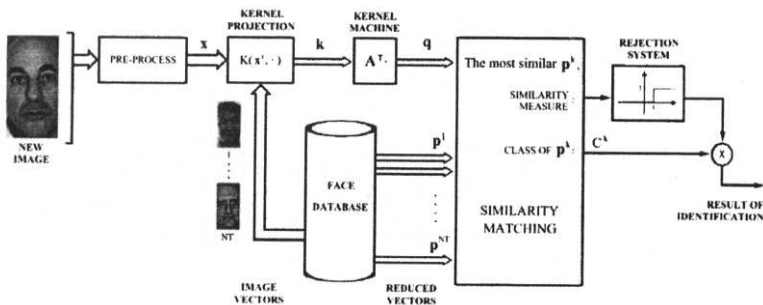 KERNEL
PROJECTION
KERNEL
MACHINE
REJECTION
SYSTEM
PRE-PROCESS
x
K(x^i, ·)
k
A^T.
q
The most similar p^k.
SIMILARITY :
MEASURE
CLASS OF p^k:
C^k
X
SIMILARITY
MATCHING
RESULT OF
IDENTIFICATION
NEW
IMAGE
NT
FACE
DATABASE
p^1
p^NT
IMAGE
VECTORS
REDUCED
VECTORS